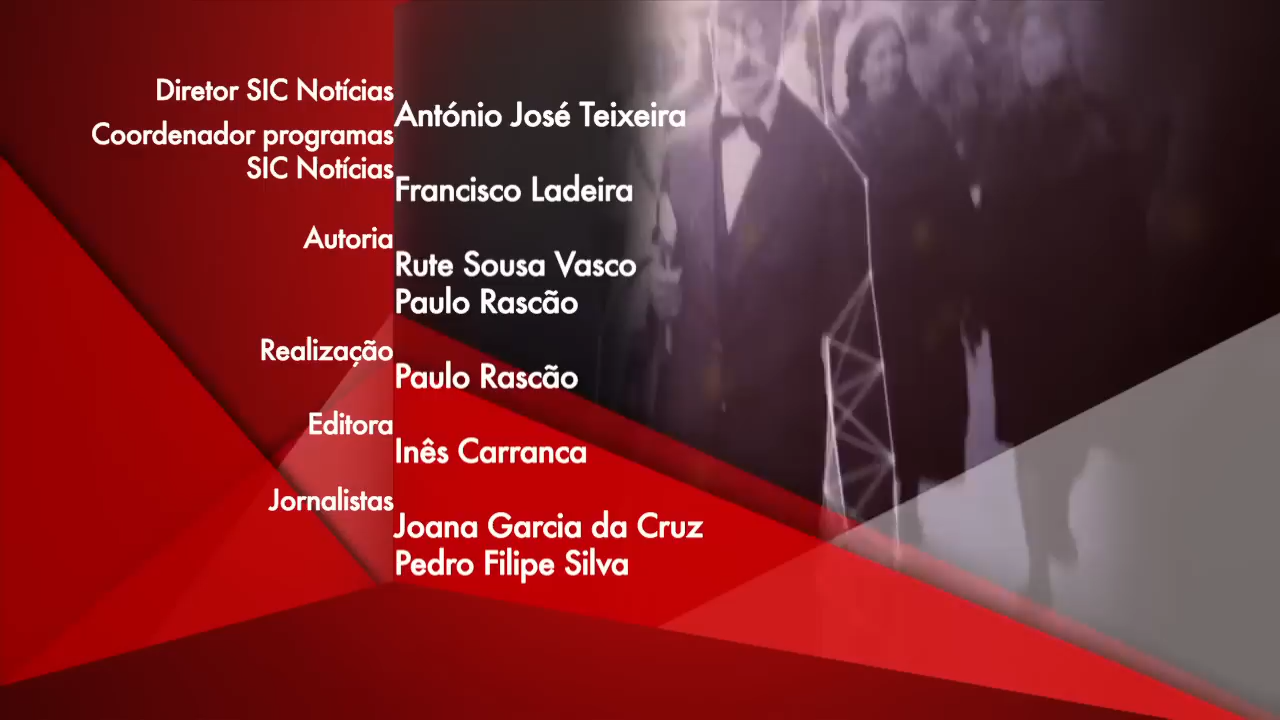 Diretor SIC Notícias
António José Teixeira
Coordenador programas
SIC Notícias
Francisco Ladeira
Autoria
Rute Sousa Vasco
Paulo Rascão
Realização
Paulo Rascão
Editora
Inês Carranca
Jornalistas
Joana Garcia da Cruz
Pedro Filipe Silva